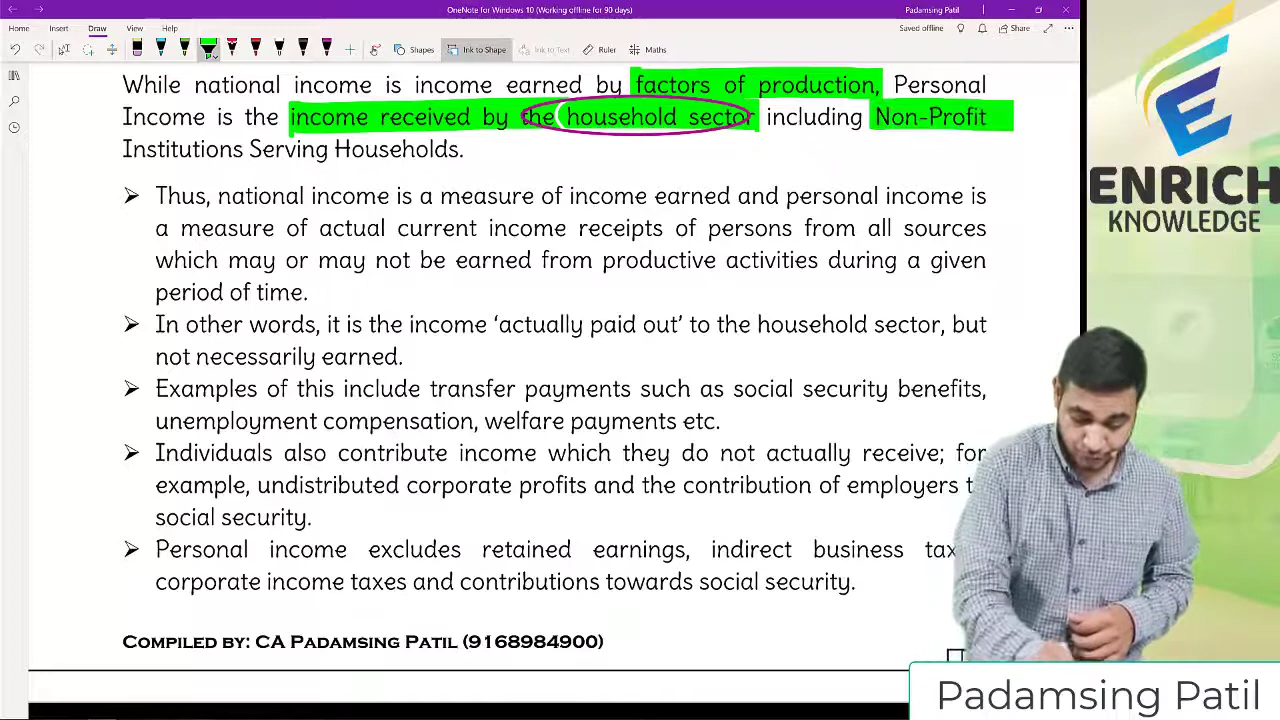 OneNote for Windows 10 (Working offline for 90 days)
Padamsing Patil
Home Insert Draw View Help
Saved offline
Share
Shapes
Ink to Shape
Ink to Text
Ruler
Maths
While national income is income earned by factors of production, Personal
Income is the income received by the household sector including Non-Profit
Institutions Serving Households.
Thus, national income is a measure of income earned and personal income is
a measure of actual current income receipts of persons from all sources
which may or may not be earned from productive activities during a given
period of time.
In other words, it is the income ‘actually paid out’ to the household sector, but
not necessarily earned.
Examples of this include transfer payments such as social security benefits,
unemployment compensation, welfare payments etc.
Individuals also contribute income which they do not actually receive; for
example, undistributed corporate profits and the contribution of employers
social security.
Personal income excludes retained earnings, indirect business
corporate income taxes and contributions towards social security.
COMPILED BY: CA PADAMSING PATIL (9168984900)
ENRICH
KNOWLEDGE
Padamsing Patil